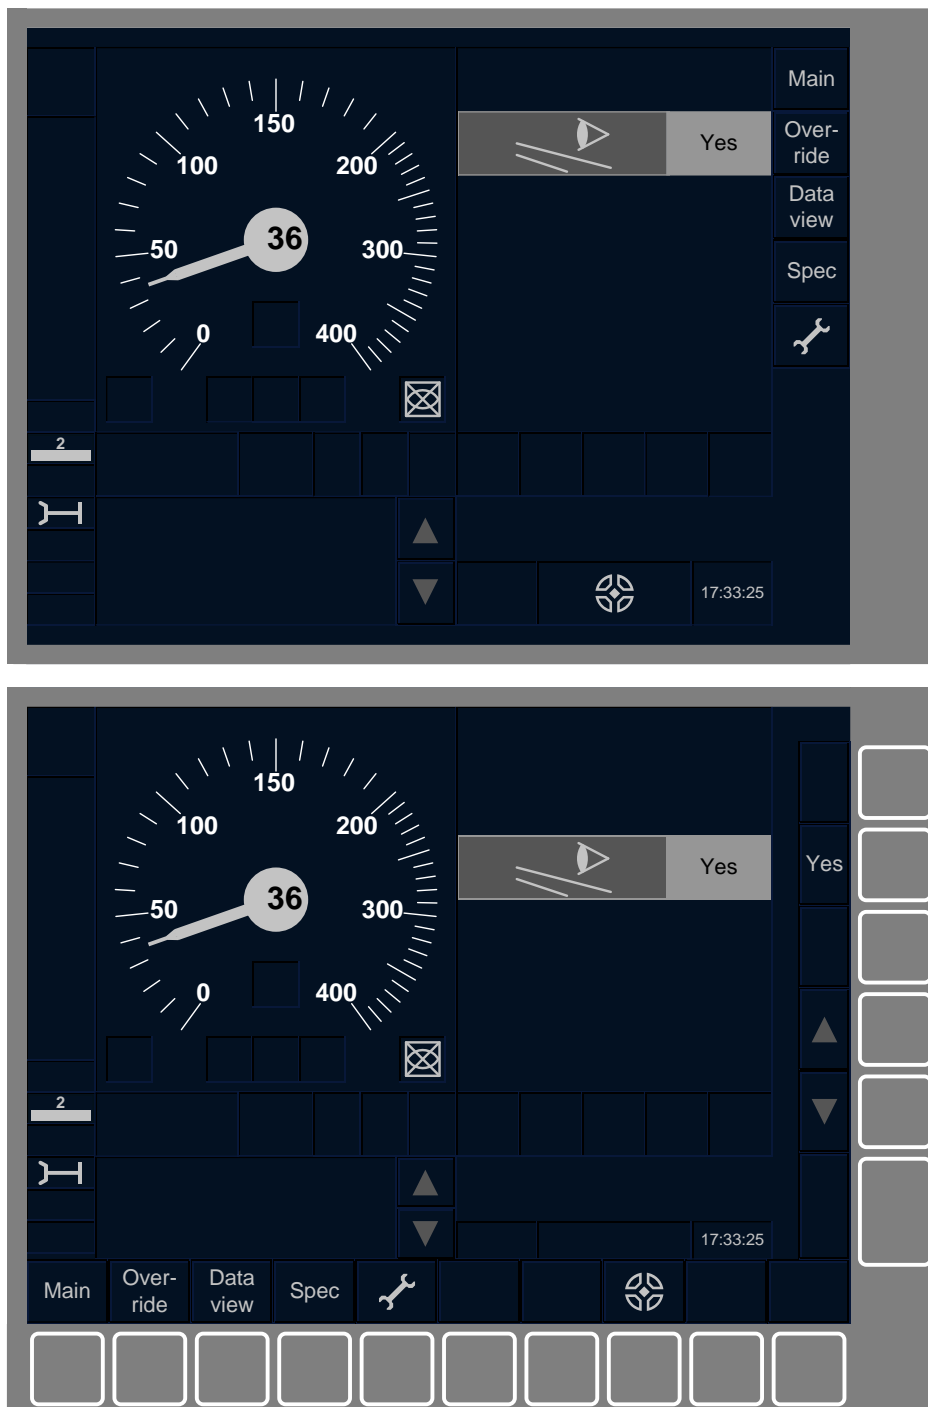 Main
150
Over-
ride
Yes
100
200
Data
view
36
50
300
Spec
0
400
2
17:33:25
150
100
200
Yes
Yes
36
50
300
0
400
2
17:33:25
Main
Over-
ride
Data
view
Spec